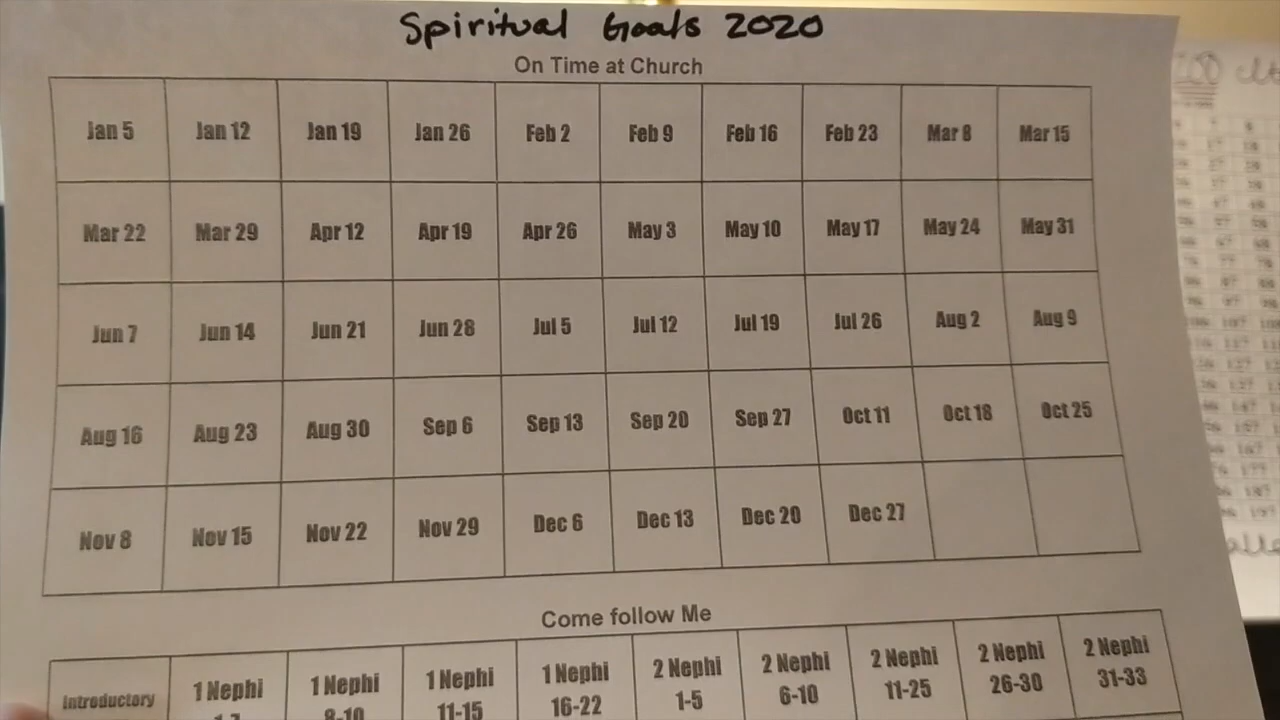 Spiritual Goals 2020
On Time at Church
Jan 5 Jan 12 Jan 19 Jan 26 Feb 2 Feb 9 Feb 16 Feb 23 Mar 8 Mar 15
Mar 22 Mar 29 Apr 12 Apr 19 Apr 26 May 3 May 10 May 17 May 24 May 31
Jun 7 Jun 14 Jun 21 Jun 28 Jul 5 Jul 12 Jul 19 Jul 26 Aug 2 Aug 9
Aug 16 Aug 23 Aug 30 Sep 6 Sep 13 Sep 20 Sep 27 Oct 11 Oct 18 Oct 25
Nov 8 Nov 15 Nov 22 Nov 29 Dec 6 Dec 13 Dec 20 Dec 27
Come follow Me
Introductory 1 Nephi 1 Nephi 1 Nephi 1 Nephi 2 Nephi 2 Nephi 2 Nephi 2 Nephi 2 Nephi
8-10 11-15 16-22 1-5 6-10 11-25 26-30 31-33